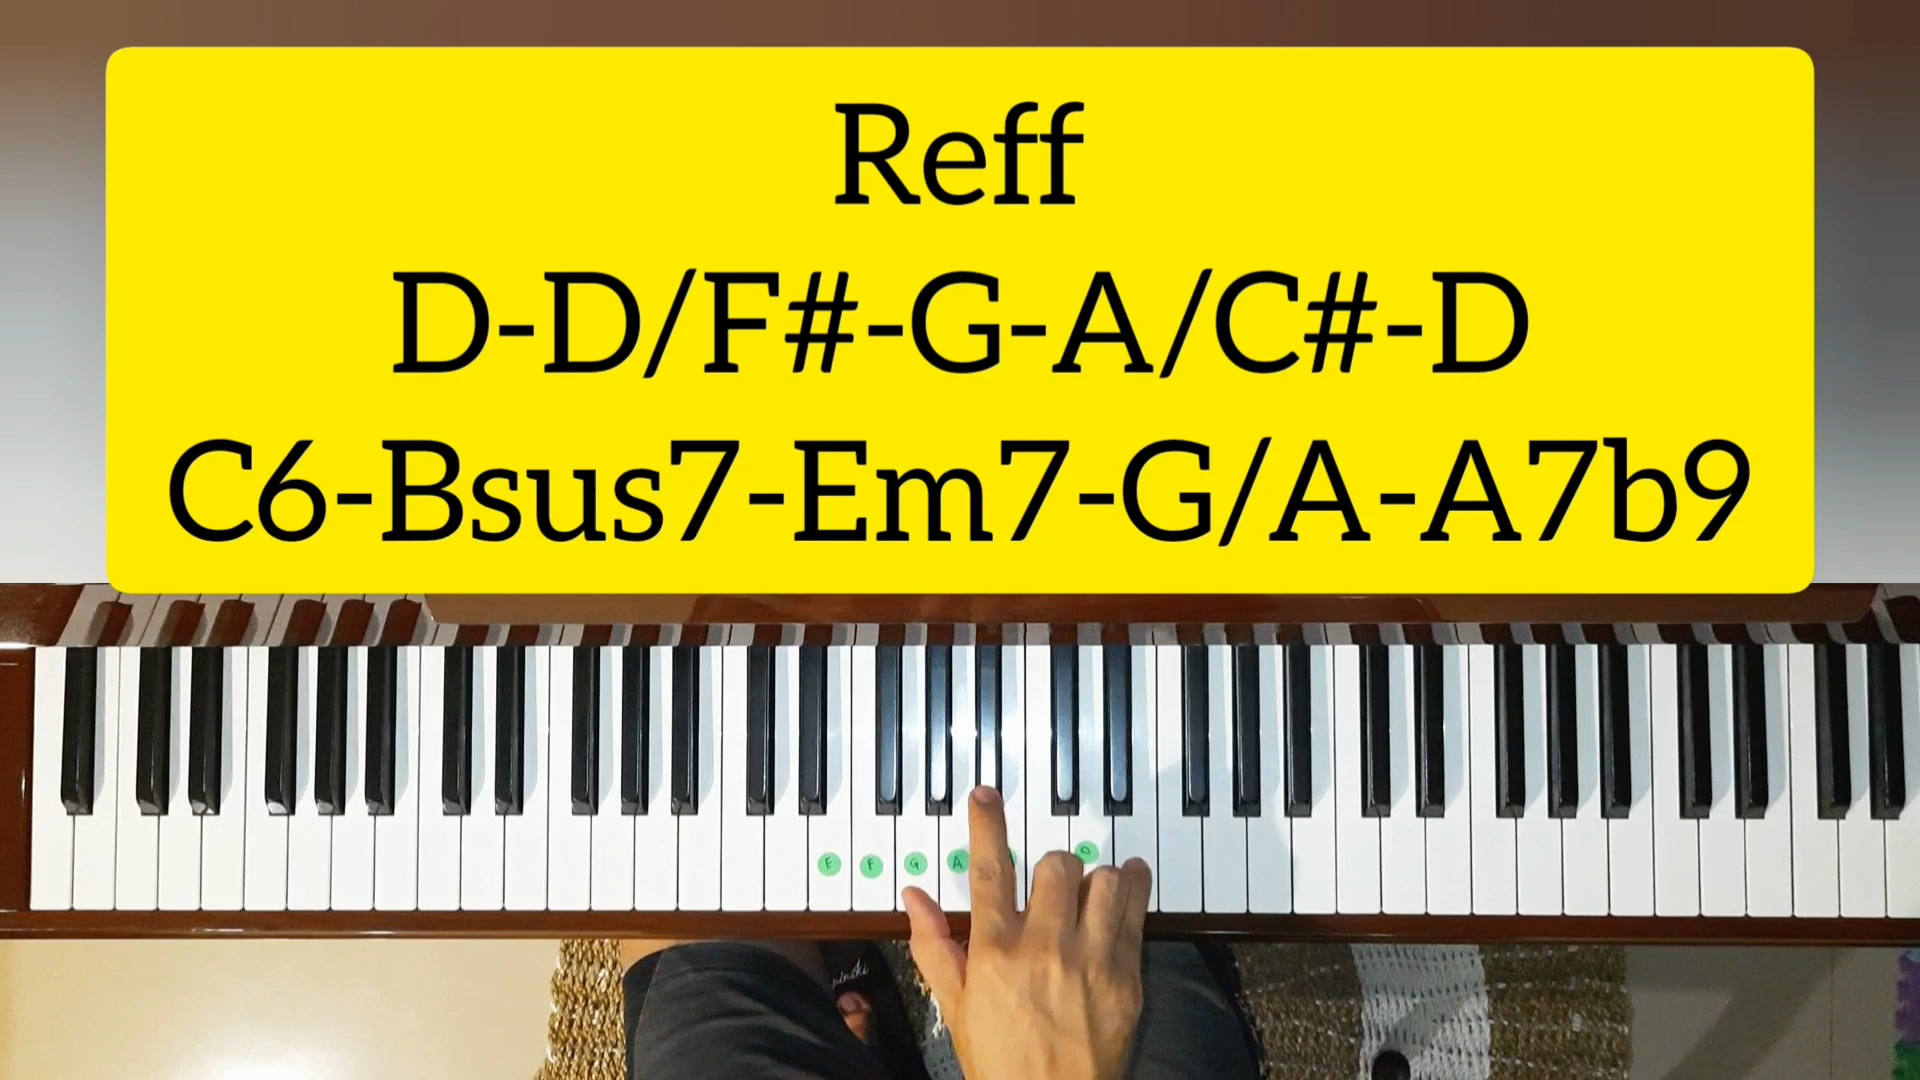 Reff
D-D/F#-G-A/C#-D
C6-Bsus7-Em7-G/A-A7b9
E F G A D